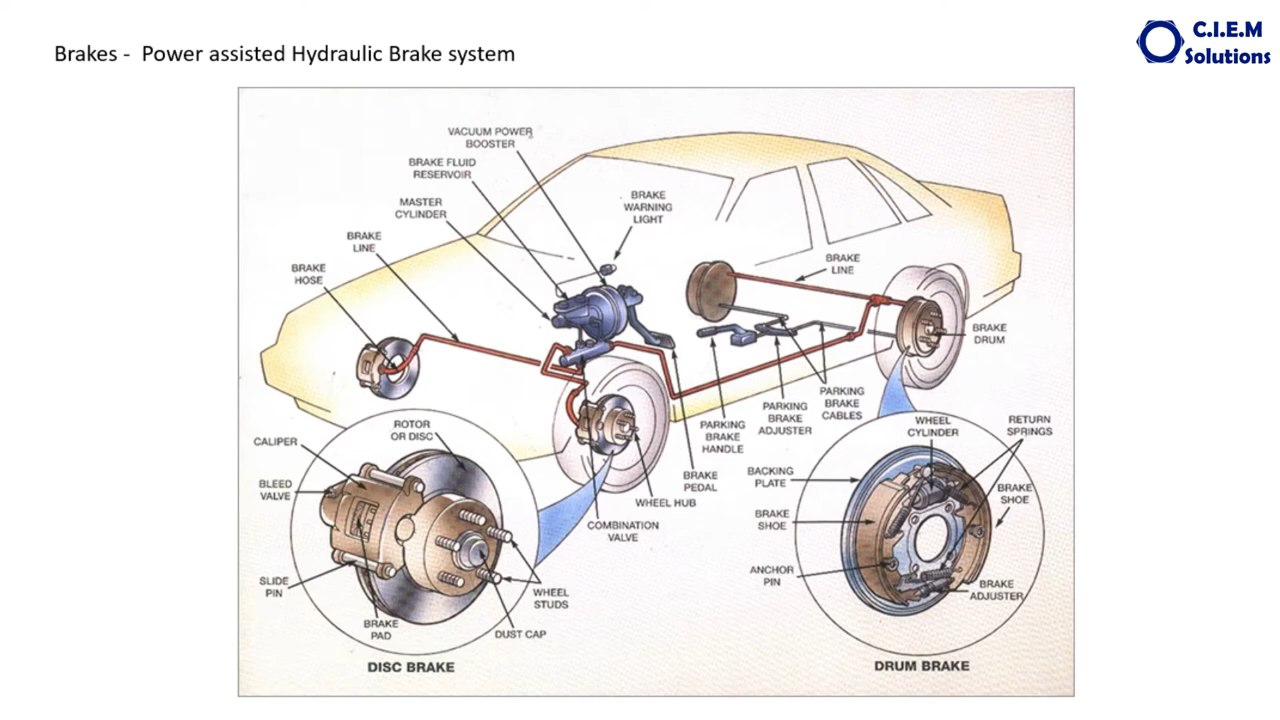 Brakes - Power assisted Hydraulic Brake system
C.I.E.M
Solutions
VACUUM POWER
BOOSTER
BRAKE FLUID
RESERVOIR
MASTER
CYLINDER
BRAKE
LINE
BRAKE
HOSE
BRAKE
WARNING
LIGHT
BRAKE
LINE
BRAKE
DRUM
PARKING
BRAKE
CABLES
PARKING
BRAKE
ADJUSTER
PARKING
BRAKE
HANDLE
BRAKE
PEDAL
WHEEL HUB
COMBINATION
VALVE
ROTOR
OR DISC
CALIPER
BLEED
VALVE
SLIDE
PIN
BRAKE
PAD
WHEEL
STUDS
DUST CAP
DISC BRAKE
WHEEL
CYLINDER
RETURN
SPRINGS
BACKING
PLATE
BRAKE
SHOE
BRAKE
SHOE
ANCHOR
PIN
BRAKE
ADJUSTER
DRUM BRAKE